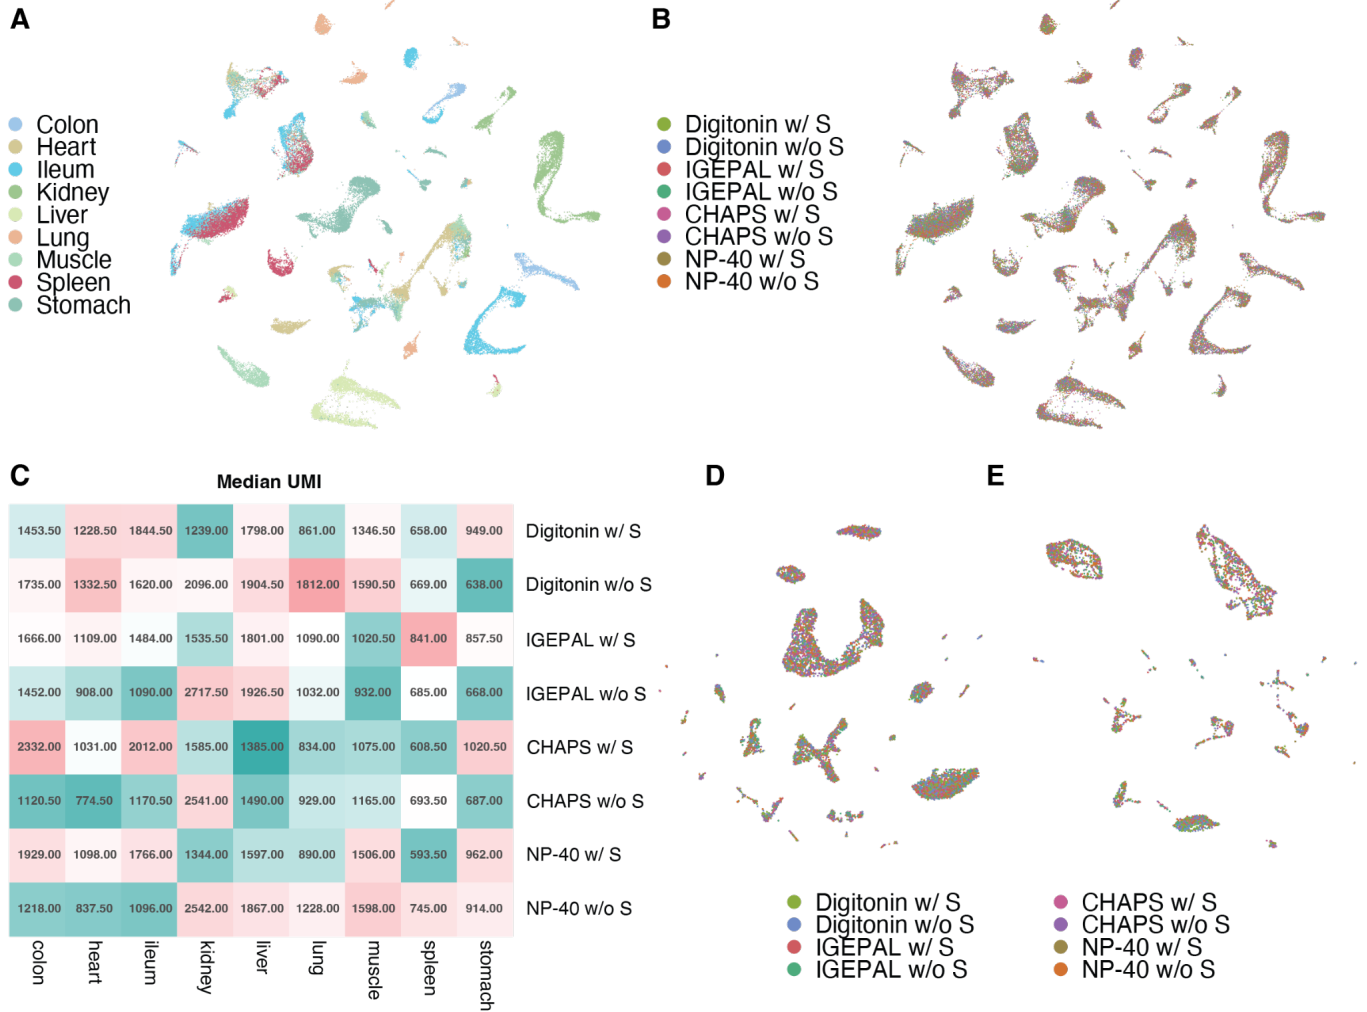 A
B
Colon
Heart
Ileum
Kidney
Liver
Lung
Muscle
Spleen
Stomach
Digitonin w/ S
Digitonin w/o S
IGEPAL w/ S
IGEPAL w/o S
CHAPS w/ S
CHAPS w/o S
NP-40 w/ S
NP-40 w/o S
C
Median UMI
1453.50 1228.50 1844.50 1239.00 1798.00 861.00 1346.50 658.00 949.00 Digitonin w/ S
1735.00 1332.50 1620.00 2096.00 1904.50 1812.00 1590.50 669.00 638.00 Digitonin w/o S
1666.00 1109.00 1484.00 1535.50 1801.00 1090.00 1020.50 841.00 857.50 IGEPAL w/ S
1452.00 908.00 1090.00 2717.50 1926.50 1032.00 932.00 685.00 668.00 IGEPAL w/o S
2332.00 1031.00 2012.00 1585.00 1385.00 834.00 1075.00 608.50 1020.50 CHAPS w/ S
1120.50 774.50 1170.50 2541.00 1490.00 929.00 1165.00 693.50 687.00 CHAPS w/o S
1929.00 1098.00 1766.00 1344.00 1597.00 890.00 1506.00 593.50 962.00 NP-40 w/ S
1218.00 837.50 1096.00 2542.00 1867.00 1228.00 1598.00 745.00 914.00 NP-40 w/o S
colon heart ileum kidney liver lung muscle spleen stomach
D
E
Digitonin w/ S
Digitonin w/o S
IGEPAL w/ S
IGEPAL w/o S
CHAPS w/ S
CHAPS w/o S
NP-40 w/ S
NP-40 w/o S